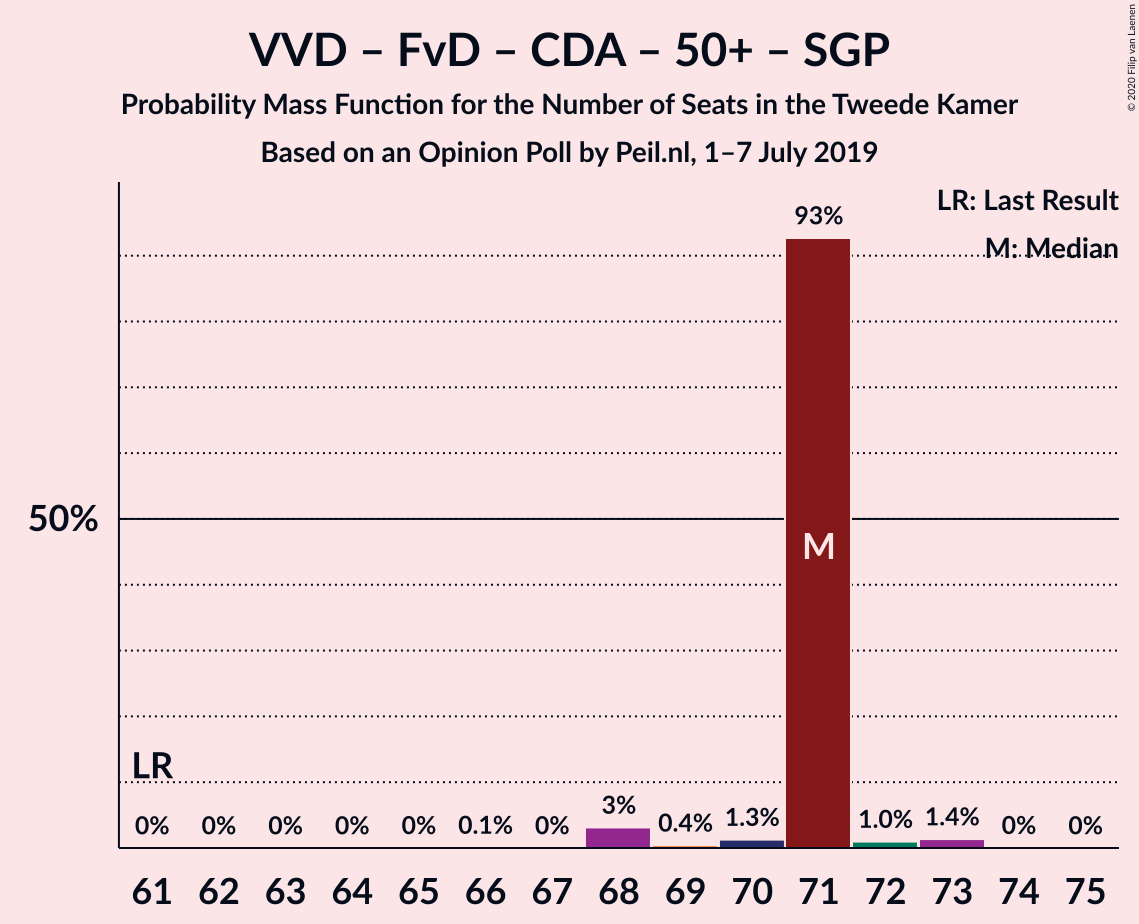 VVD – FvD – CDA – 50+ – SGP
Probability Mass Function for the Number of Seats in the Tweede Kamer
Based on an Opinion Poll by Peil.nl, 1–7 July 2019
© 2020 Filip van Laenen
LR: Last Result
M: Median
93%
50%
M
LR
0% 0% 0% 0% 0% 0.1% 0% 3% 0.4% 1.3% 1.0% 1.4% 0% 0%
61 62 63 64 65 66 67 68 69 70 71 72 73 74 75